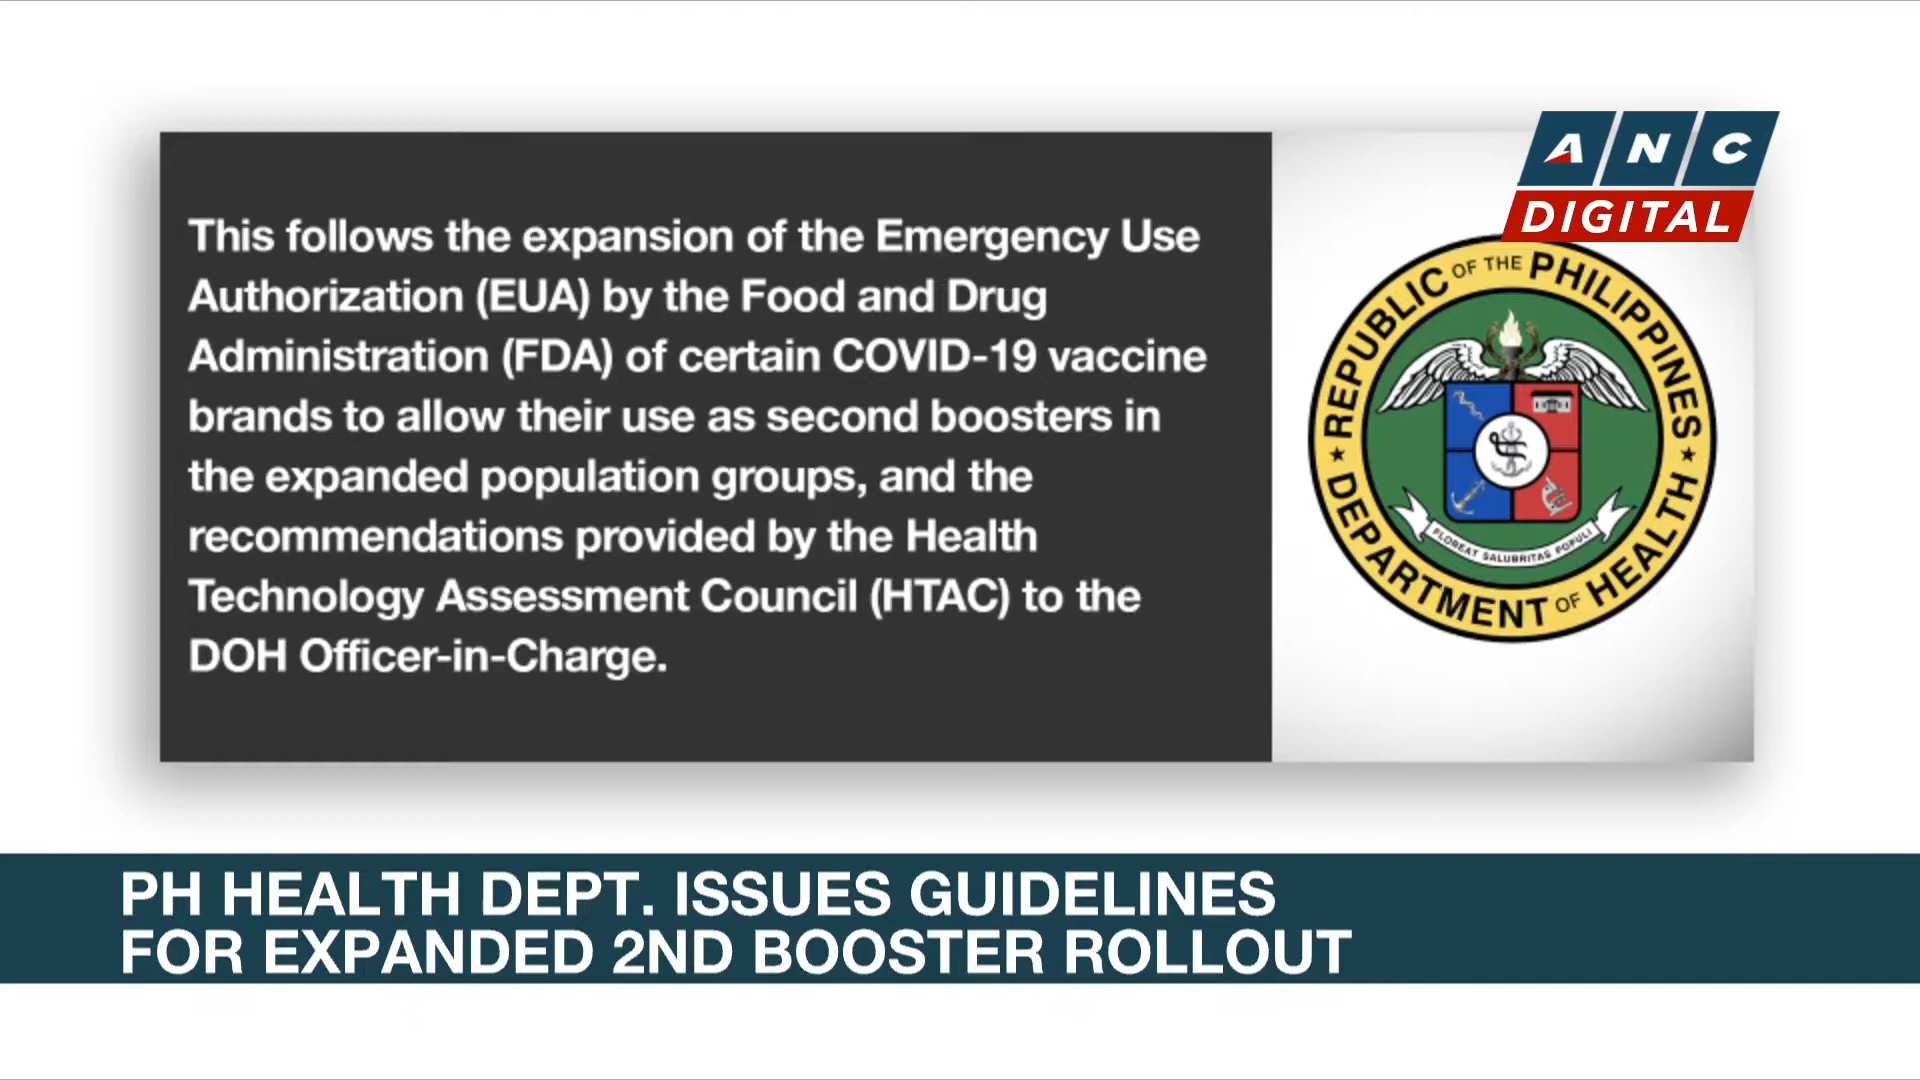 ANC
DIGITAL
This follows the expansion of the Emergency Use
Authorization (EUA) by the Food and Drug
Administration (FDA) of certain COVID-19 vaccine
brands to allow their use as second boosters in
the expanded population groups, and the
recommendations provided by the Health
Technology Assessment Council (HTAC) to the
DOH Officer-in-Charge.
REPUBLIC OF THE PHILIPPINES
FLOREAT SALUBRITAS POPULI
DEPARTMENT OF HEALTH
PH HEALTH DEPT. ISSUES GUIDELINES
FOR EXPANDED 2ND BOOSTER ROLLOUT